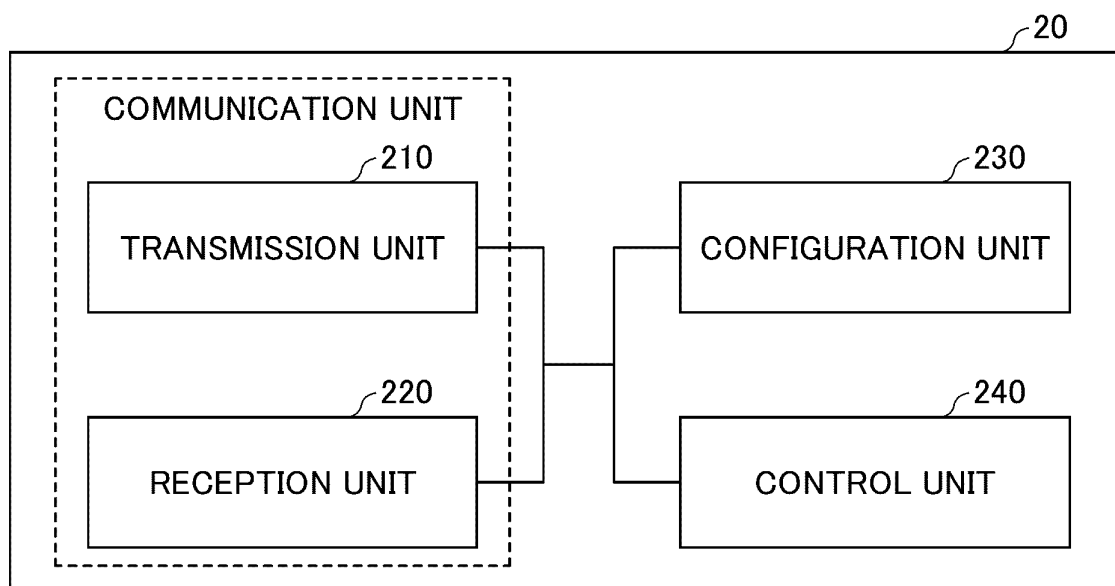 20
COMMUNICATION UNIT
210
TRANSMISSION UNIT
230
CONFIGURATION UNIT
220
RECEPTION UNIT
240
CONTROL UNIT